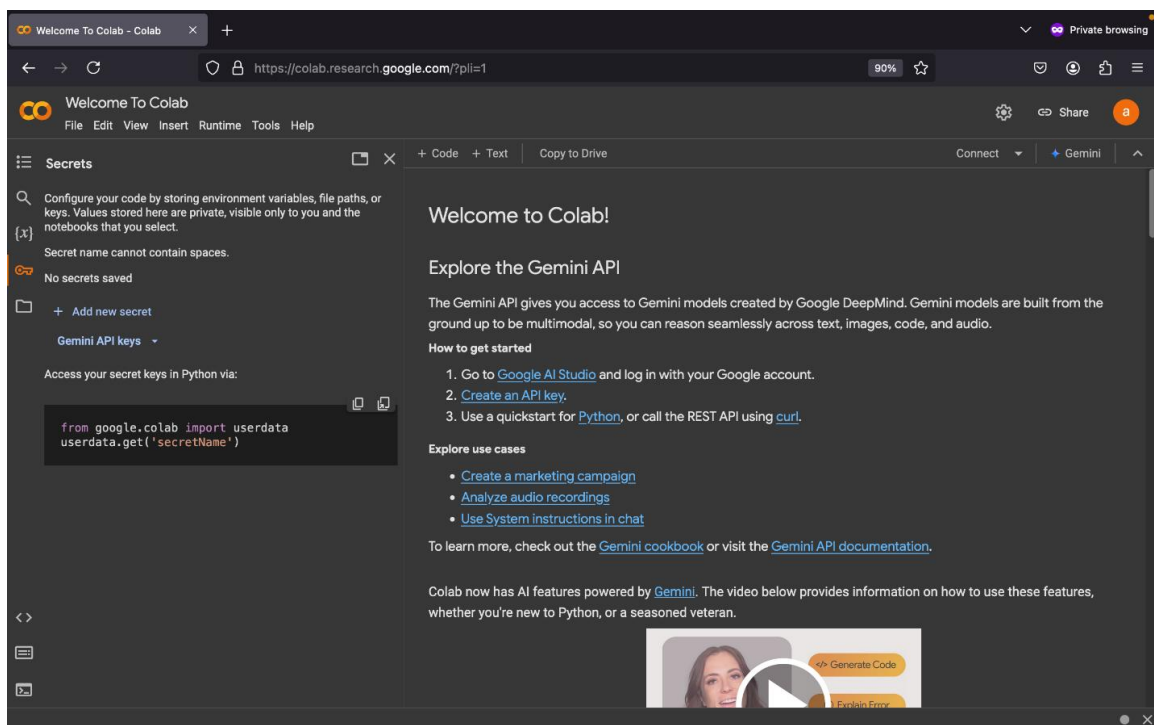 Welcome To Colab - Colab
Private browsing
https://colab.research.google.com/?pli=1
90%
Welcome To Colab
File Edit View Insert Runtime Tools Help
Share
a
Secrets
Configure your code by storing environment variables, file paths, or
keys. Values stored here are private, visible only to you and the
notebooks that you select.
Secret name cannot contain spaces.
No secrets saved
+ Add new secret
Gemini API keys
Access your secret keys in Python via:
from google.colab import userdata
userdata.get('secretName')
+ Code + Text Copy to Drive
Connect Gemini
Welcome to Colab!
Explore the Gemini API
The Gemini API gives you access to Gemini models created by Google DeepMind. Gemini models are built from the
ground up to be multimodal, so you can reason seamlessly across text, images, code, and audio.
How to get started
1. Go to Google AI Studio and log in with your Google account.
2. Create an API key.
3. Use a quickstart for Python, or call the REST API using curl.
Explore use cases
• Create a marketing campaign
• Analyze audio recordings
• Use System instructions in chat
To learn more, check out the Gemini cookbook or visit the Gemini API documentation.
Colab now has AI features powered by Gemini. The video below provides information on how to use these features,
whether you're new to Python, or a seasoned veteran.
</> Generate Code
Explain Error